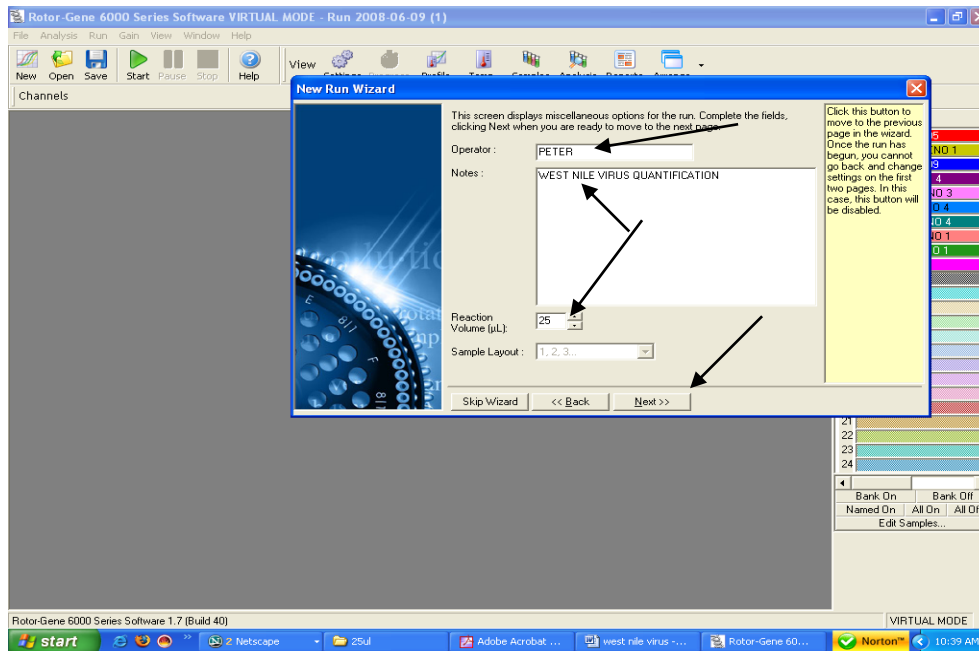 Rotor-Gene 6000 Series Software VIRTUAL MODE - Run 2008-06-09 (1)
File Analysis Run Gain View Window Help
New Open Save Start Pause Stop Help View
Channels
New Run Wizard
This screen displays miscellaneous options for the run. Complete the fields,
clicking Next when you are ready to move to the next page.
Operator :
PETER
Notes :
WEST NILE VIRUS QUANTIFICATION
Reaction
Volume (µL):
25
Sample Layout :
1, 2, 3...
Skip Wizard << Back Next >>
Click this button to
move to the previous
page in the wizard.
Once the run has
begun, you cannot
go back and change
settings on the first
two pages. In this
case, this button will
be disabled.
21
22
23
24
Bank On Bank Off
Named On All On All Of
Edit Samples...
Rotor-Gene 6000 Series Software 1.7 (Build 40)
VIRTUAL MODE
start
2 Netscape
25ul
Adobe Acrobat ...
west nile virus -...
Rotor-Gene 60...
Norton™
10:39 AM